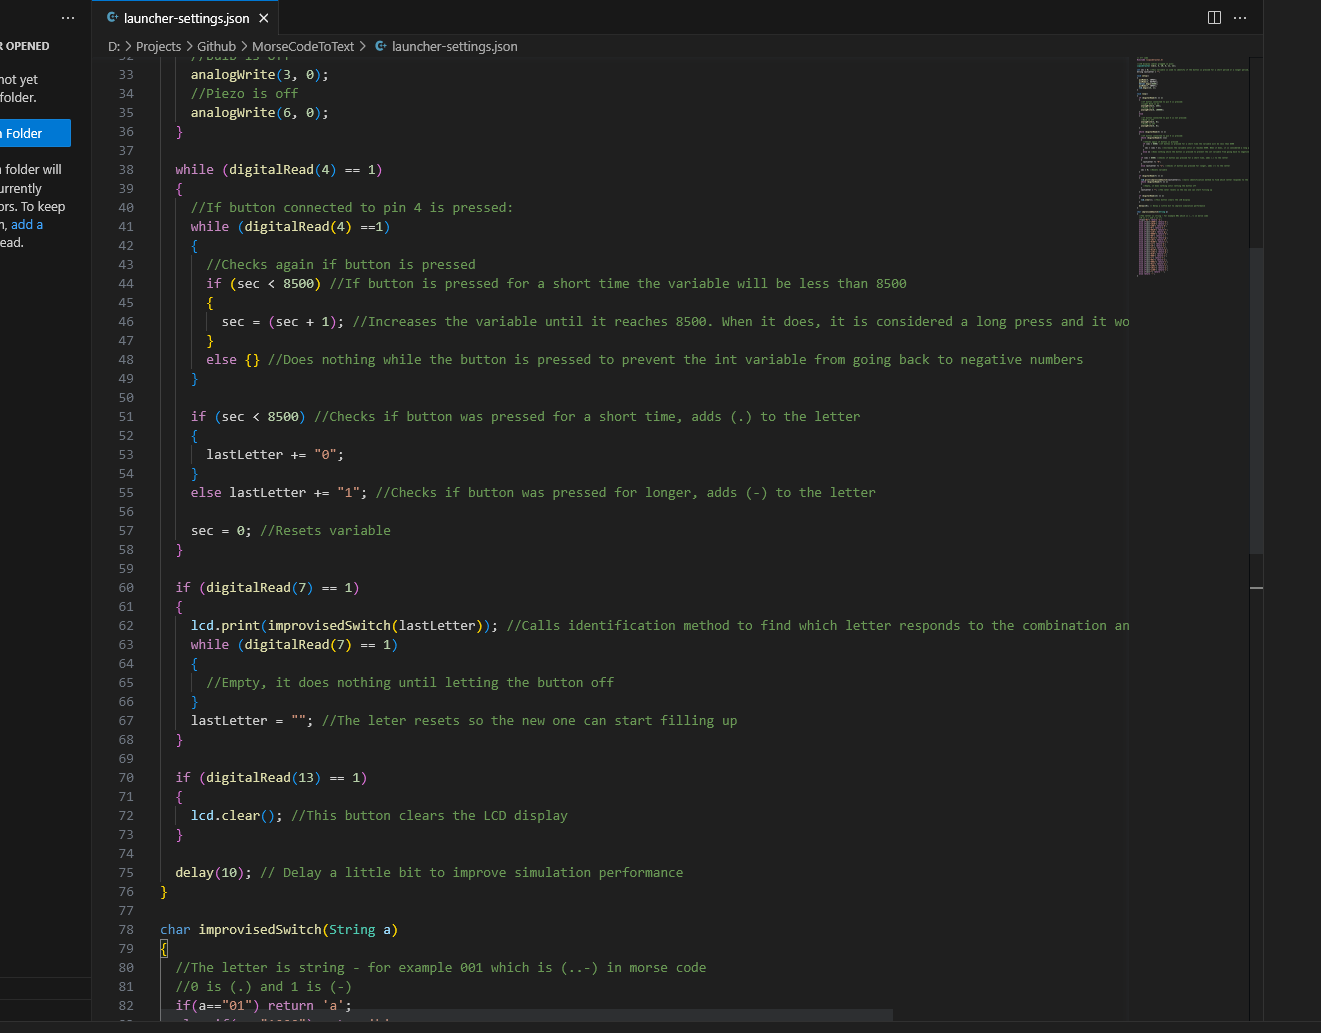 launcher-settings.json
R OPENED
D: > Projects > Github > MorseCodeToText > launcher-settings.json
not yet
folder.
Folder
folder will
urrently
ors. To keep
add a
ead.
32 //Bulb is off
33 analogWrite(3, 0);
34 //Piezo is off
35 analogWrite(6, 0);
36 }
37
38 while (digitalRead(4) == 1)
39 {
40 //If button connected to pin 4 is pressed:
41 while (digitalRead(4) ==1)
42 {
43 //Checks again if button is pressed
44 if (sec < 8500) //If button is pressed for a short time the variable will be less than 8500
45 {
46 sec = (sec + 1); //Increases the variable until it reaches 8500. When it does, it is considered a long press and it wo
47 }
48 else {} //Does nothing while the button is pressed to prevent the int variable from going back to negative numbers
49 }
50
51 if (sec < 8500) //Checks if button was pressed for a short time, adds (.) to the letter
52 {
53 lastLetter += "0";
54 }
55 else lastLetter += "1"; //Checks if button was pressed for longer, adds (-) to the letter
56
57 sec = 0; //Resets variable
58 }
59
60 if (digitalRead(7) == 1)
61 {
62 lcd.print(improvisedSwitch(lastLetter)); //Calls identification method to find which letter responds to the combination an
63 while (digitalRead(7) == 1)
64 {
65 //Empty, it does nothing until letting the button off
66 }
67 lastLetter = ""; //The leter resets so the new one can start filling up
68 }
69
70 if (digitalRead(13) == 1)
71 {
72 lcd.clear(); //This button clears the LCD display
73 }
74
75 delay(10); // Delay a little bit to improve simulation performance
76 }
77
78 char improvisedSwitch(String a)
79 {
80 //The letter is string - for example 001 which is (..-) in morse code
81 //0 is (.) and 1 is (-)
82 if(a=="01") return 'a';